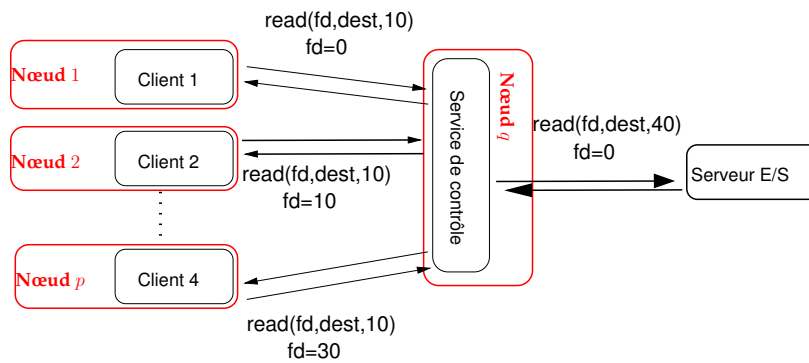 read(fd,dest,10)
fd=0
Nœud 1
Client 1
Nœud 2
Client 2
read(fd,dest,10)
fd=10
Nœud p
Client 4
read(fd,dest,10)
fd=30
Service de contrôle
Nœud q
read(fd,dest,40)
fd=0
Serveur E/S